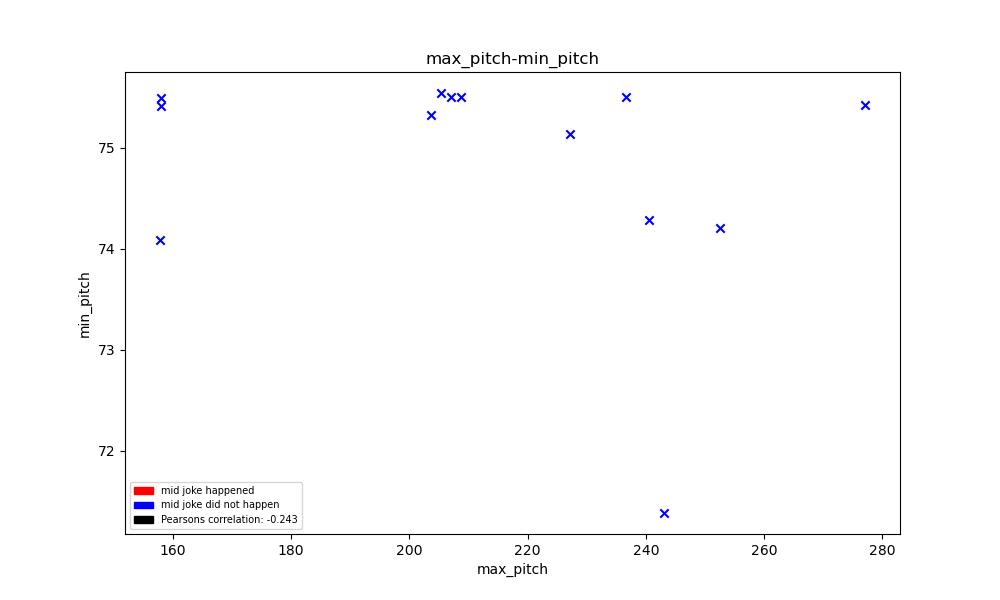 max_pitch-min_pitch
min_pitch
75
74
73
72
mid joke happened
mid joke did not happen
Pearsons correlation: -0.243
160 180 200 220 240 260 280
max_pitch